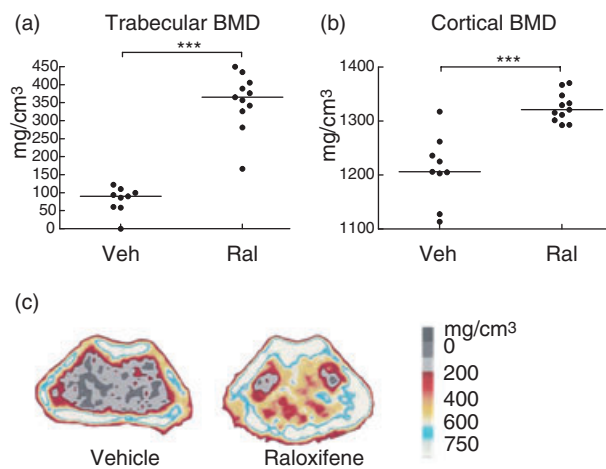 (a) Trabecular BMD
***
mg/cm³
450
400
350
300
250
200
150
100
50
0
Veh Ral
(b) Cortical BMD
***
mg/cm³
1400
1300
1200
1100
Veh Ral
(c)
mg/cm³
0
200
400
600
750
Vehicle Raloxifene